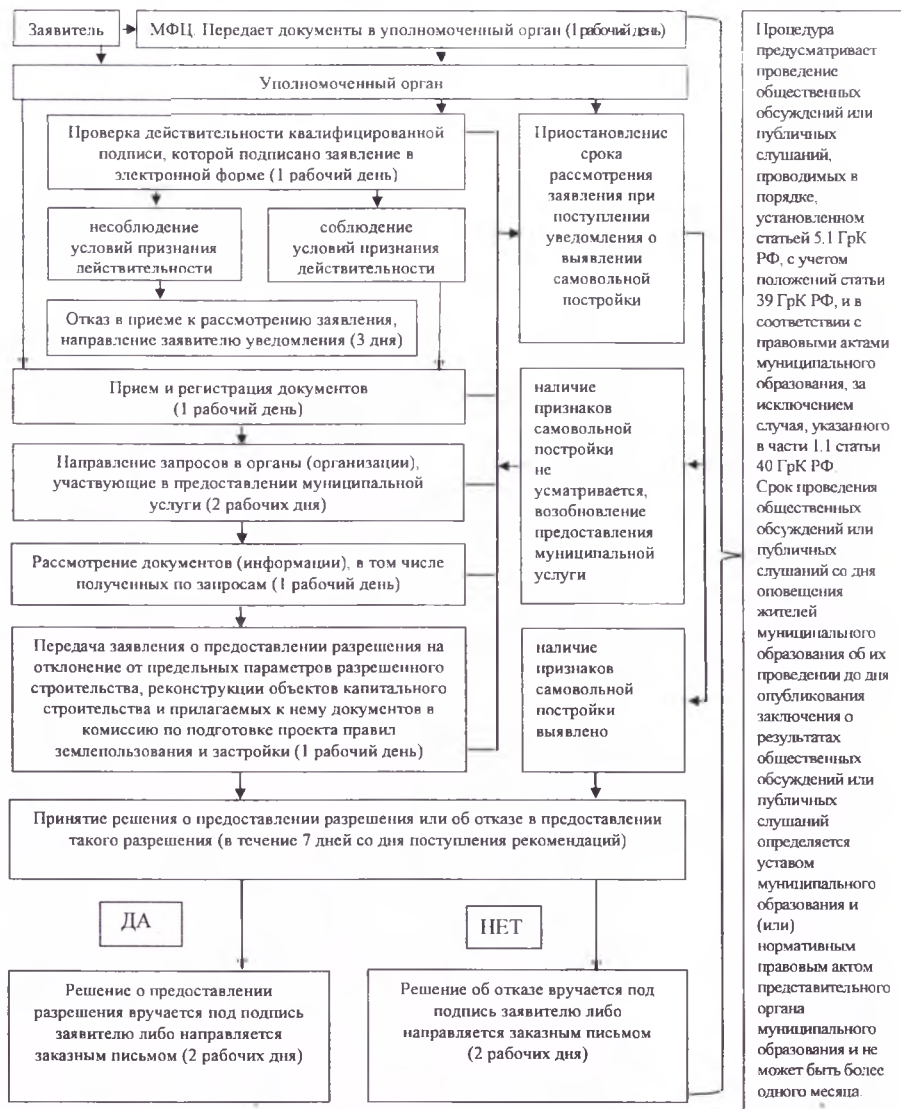 Заявитель
МФЦ. Передает документы в уполномоченный орган (1 рабочий день)
Уполномоченный орган
Проверка действительности квалифицированной
подписи, которой подписано заявление в
электронной форме (1 рабочий день)
Приостановление
срока
рассмотрения
заявления при
поступлении
уведомления о
выявлении
самовольной
постройки
несоблюдение
условий признания
действительности
соблюдение
условий признания
действительности
Отказ в приеме к рассмотрению заявления,
направление заявителю уведомления (3 дня)
Прием и регистрация документов
(1 рабочий день)
наличие
признаков
самовольной
постройки
не
усматривается,
возобновление
предоставления
муниципальной
услуги
Направление запросов в органы (организации),
участвующие в предоставлении муниципальной
услуги (2 рабочих дня)
Рассмотрение документов (информации), в том числе
полученных по запросам (1 рабочий день)
Передача заявления о предоставлении разрешения на
отклонение от предельных параметров разрешенного
строительства, реконструкции объектов капитального
строительства и прилагаемых к нему документов в
комиссию по подготовке проекта правил
землепользования и застройки (1 рабочий день)
наличие
признаков
самовольной
постройки
выявлено
Принятие решения о предоставлении разрешения или об отказе в предоставлении
такого разрешения (в течение 7 дней со дня поступления рекомендаций)
ДА
НЕТ
Решение о предоставлении
разрешения вручается под подпись
заявителю либо направляется
заказным письмом (2 рабочих дня)
Решение об отказе вручается под
подпись заявителю либо
направляется заказным письмом
(2 рабочих дня)
Процедура
предусматривает
проведение
общественных
обсуждений или
публичных
слушаний,
проводимых в
порядке,
установленном
статьей 5.1 ГрК
РФ, с учетом
положений статьи
39 ГрК РФ, и в
соответствии с
правовыми актами
муниципального
образования, за
исключением
случая, указанного
в части 1.1 статьи
40 ГрК РФ.
Срок проведения
общественных
обсуждений или
публичных
слушаний со дня
оповещения
жителей
муниципального
образования об их
проведении до дня
опубликования
заключения о
результатах
общественных
обсуждений или
публичных
слушаний
определяется
уставом
муниципального
образования и
(или)
нормативным
правовым актом
представительного
органа
муниципального
образования и не
может быть более
одного месяца.